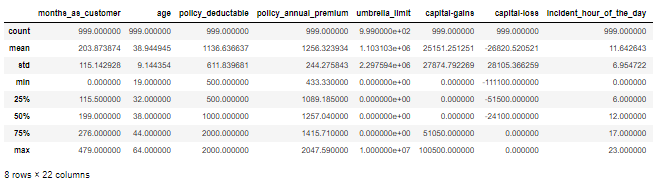 months_as_customer age policy_deductable policy_annual_premium umbrella_limit capital-gains capital-loss incident_hour_of_the_day
count 999.000000 999.000000 999.000000 999.000000 9.990000e+02 999.000000 999.000000 999.000000
mean 203.873874 38.944945 1136.636637 1256.323934 1.103103e+06 25151.251251 -26820.520521 11.642643
std 115.142928 9.144354 611.839681 244.275843 2.297594e+06 27874.792269 28105.366259 6.954722
min 0.000000 19.000000 500.000000 433.330000 0.000000e+00 0.000000 -111100.000000 0.000000
25% 115.500000 32.000000 500.000000 1089.185000 0.000000e+00 0.000000 -51500.000000 6.000000
50% 199.000000 38.000000 1000.000000 1257.040000 0.000000e+00 0.000000 -24100.000000 12.000000
75% 276.000000 44.000000 2000.000000 1415.710000 0.000000e+00 51050.000000 0.000000 17.000000
max 479.000000 64.000000 2000.000000 2047.590000 1.000000e+07 100500.000000 0.000000 23.000000
8 rows × 22 columns